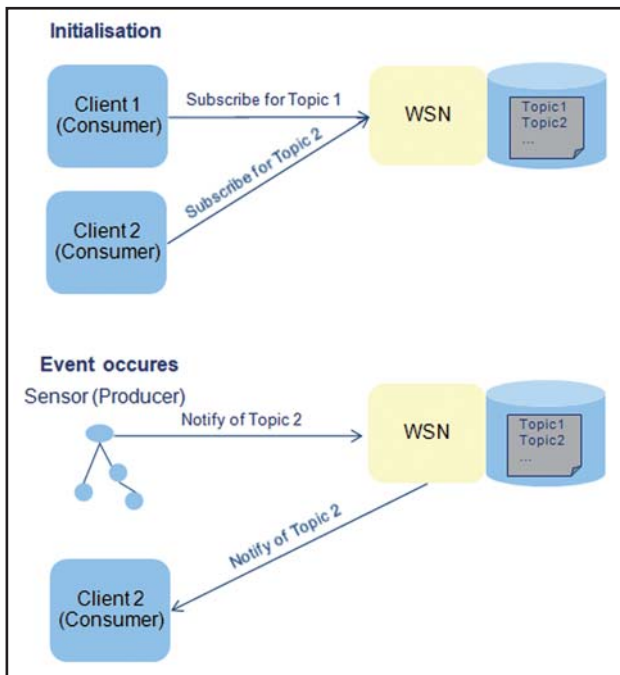 Initialisation
Client 1
(Consumer)
Subscribe for Topic 1
WSN
Topic1
Topic2
...
Subscribe for Topic 2
Client 2
(Consumer)
Event occures
Sensor (Producer)
Notify of Topic 2
WSN
Topic1
Topic2
...
Notify of Topic 2
Client 2
(Consumer)